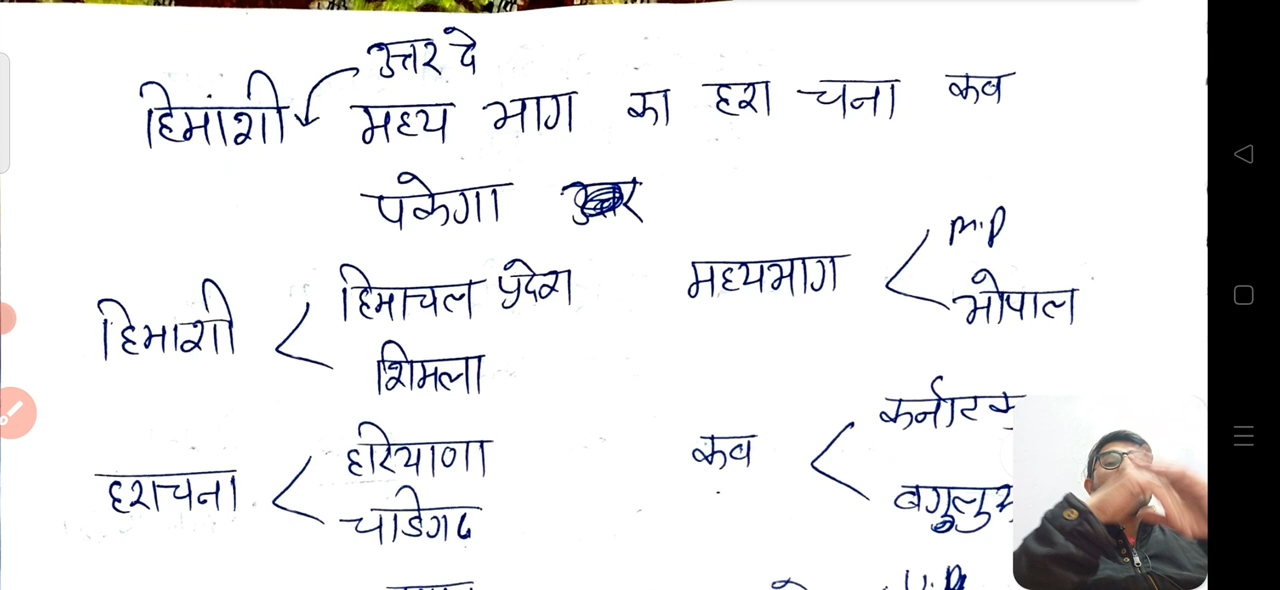 उत्तर दे
हिमांशी मध्य भाग का हरा चना कब
पकेगा
हिमाशी हिमाचल प्रदेश
शिमला
मध्यभाग M.P
भोपाल
हराचना हरियाणा
चाडेगढ
कब कर्नाटक
बगुलुर
U.P